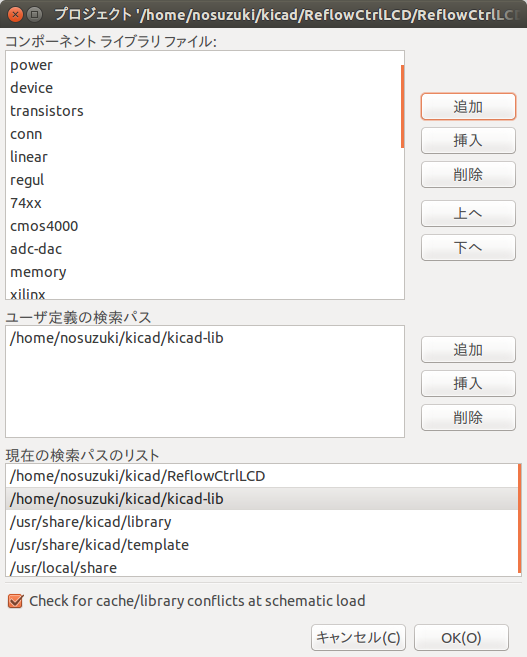 プロジェクト '/home/nosuzuki/kicad/ReflowCtrlLCD/ReflowCtrlLCD
コンポーネント ライブラリ ファイル:
power
device
transistors
conn
linear
regul
74xx
cmos4000
adc-dac
memory
xilinx
追加
挿入
削除
上へ
下へ
ユーザ定義の検索パス
/home/nosuzuki/kicad/kicad-lib
追加
挿入
削除
現在の検索パスのリスト
/home/nosuzuki/kicad/ReflowCtrlLCD
/home/nosuzuki/kicad/kicad-lib
/usr/share/kicad/library
/usr/share/kicad/template
/usr/local/share
Check for cache/library conflicts at schematic load
キャンセル(C)
OK(O)